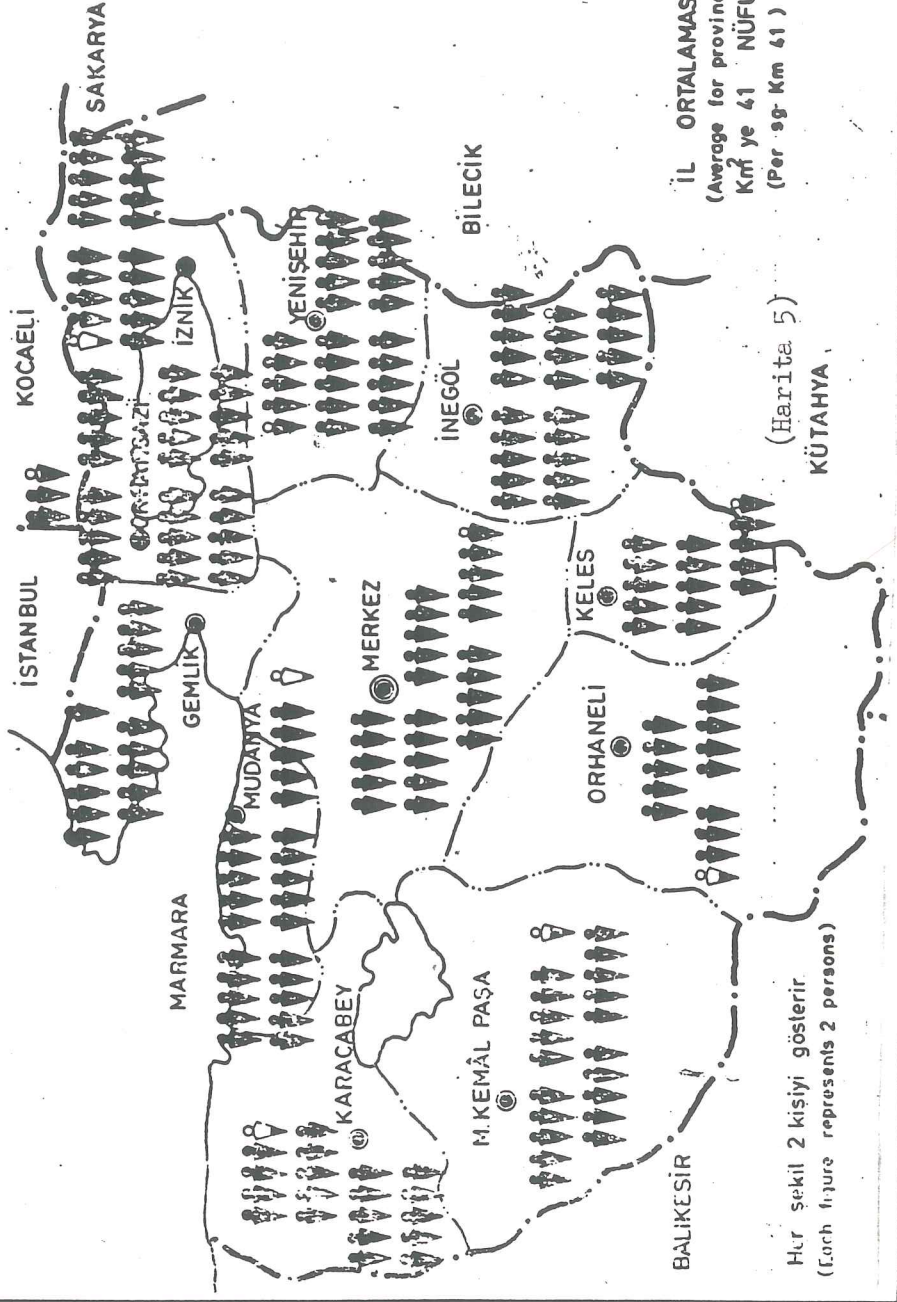 SAKARYA
KOCAELİ
İSTANBUL
İZNİK
GEMLİK
YENİŞEHİR
MARMARA
MUDANYA
BİLECİK
İNEGÖL
MERKEZ
KARACABEY
KELES
M. KEMÂL PAŞA
ORHANELİ
KÜTAHYA
(Harita 5)
BALIKESİR
İL ORTALAMAS
(Average for provinc
Km² ye 41 NÜFU
(Per sg- Km 41)
Her şekil 2 kişiyi gösterir
(Each figure represents 2 persons)